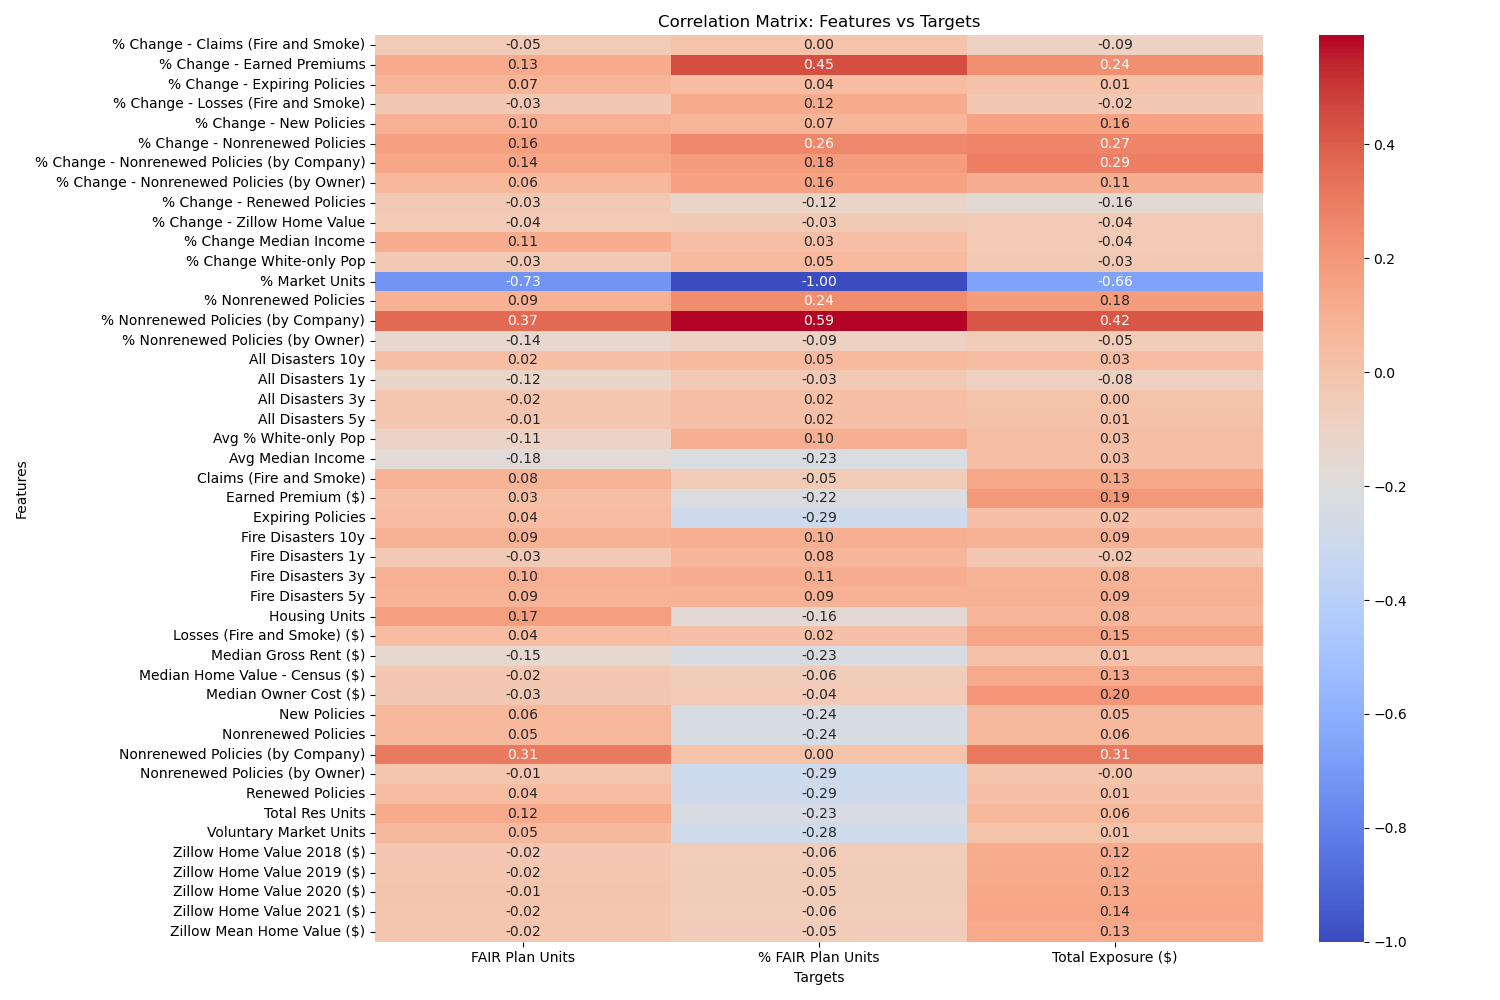 Correlation Matrix: Features vs Targets
% Change - Claims (Fire and Smoke) -0.05 0.00 -0.09
% Change - Earned Premiums 0.13 0.45 0.24
% Change - Expiring Policies 0.07 0.04 0.01
% Change - Losses (Fire and Smoke) -0.03 0.12 -0.02
% Change - New Policies 0.10 0.07 0.16
% Change - Nonrenewed Policies 0.16 0.26 0.27
% Change - Nonrenewed Policies (by Company) 0.14 0.18 0.29
% Change - Nonrenewed Policies (by Owner) 0.06 0.16 0.11
% Change - Renewed Policies -0.03 -0.12 -0.16
% Change - Zillow Home Value -0.04 -0.03 -0.04
% Change Median Income 0.11 0.03 -0.04
% Change White-only Pop -0.03 0.05 -0.03
% Market Units -0.73 -1.00 -0.66
% Nonrenewed Policies 0.09 0.24 0.18
% Nonrenewed Policies (by Company) 0.37 0.59 0.42
% Nonrenewed Policies (by Owner) -0.14 -0.09 -0.05
All Disasters 10y 0.02 0.05 0.03
All Disasters 1y -0.12 -0.03 -0.08
All Disasters 3y -0.02 0.02 0.00
All Disasters 5y -0.01 0.02 0.01
Avg % White-only Pop -0.11 0.10 0.03
Avg Median Income -0.18 -0.23 0.03
Claims (Fire and Smoke) 0.08 -0.05 0.13
Earned Premium ($) 0.03 -0.22 0.19
Expiring Policies 0.04 -0.29 0.02
Fire Disasters 10y 0.09 0.10 0.09
Fire Disasters 1y -0.03 0.08 -0.02
Fire Disasters 3y 0.10 0.11 0.08
Fire Disasters 5y 0.09 0.09 0.09
Housing Units 0.17 -0.16 0.08
Losses (Fire and Smoke) ($) 0.04 0.02 0.15
Median Gross Rent ($) -0.15 -0.23 0.01
Median Home Value - Census ($) -0.02 -0.06 0.13
Median Owner Cost ($) -0.03 -0.04 0.20
New Policies 0.06 -0.24 0.05
Nonrenewed Policies 0.05 -0.24 0.06
Nonrenewed Policies (by Company) 0.31 0.00 0.31
Nonrenewed Policies (by Owner) -0.01 -0.29 -0.00
Renewed Policies 0.04 -0.29 0.01
Total Res Units 0.12 -0.23 0.06
Voluntary Market Units 0.05 -0.28 0.01
Zillow Home Value 2018 ($) -0.02 -0.06 0.12
Zillow Home Value 2019 ($) -0.02 -0.05 0.12
Zillow Home Value 2020 ($) -0.01 -0.05 0.13
Zillow Home Value 2021 ($) -0.02 -0.06 0.14
Zillow Mean Home Value ($) -0.02 -0.05 0.13
FAIR Plan Units % FAIR Plan Units Total Exposure ($)
Targets
Features
0.4
0.2
0.0
−0.2
−0.4
−0.6
−0.8
−1.0